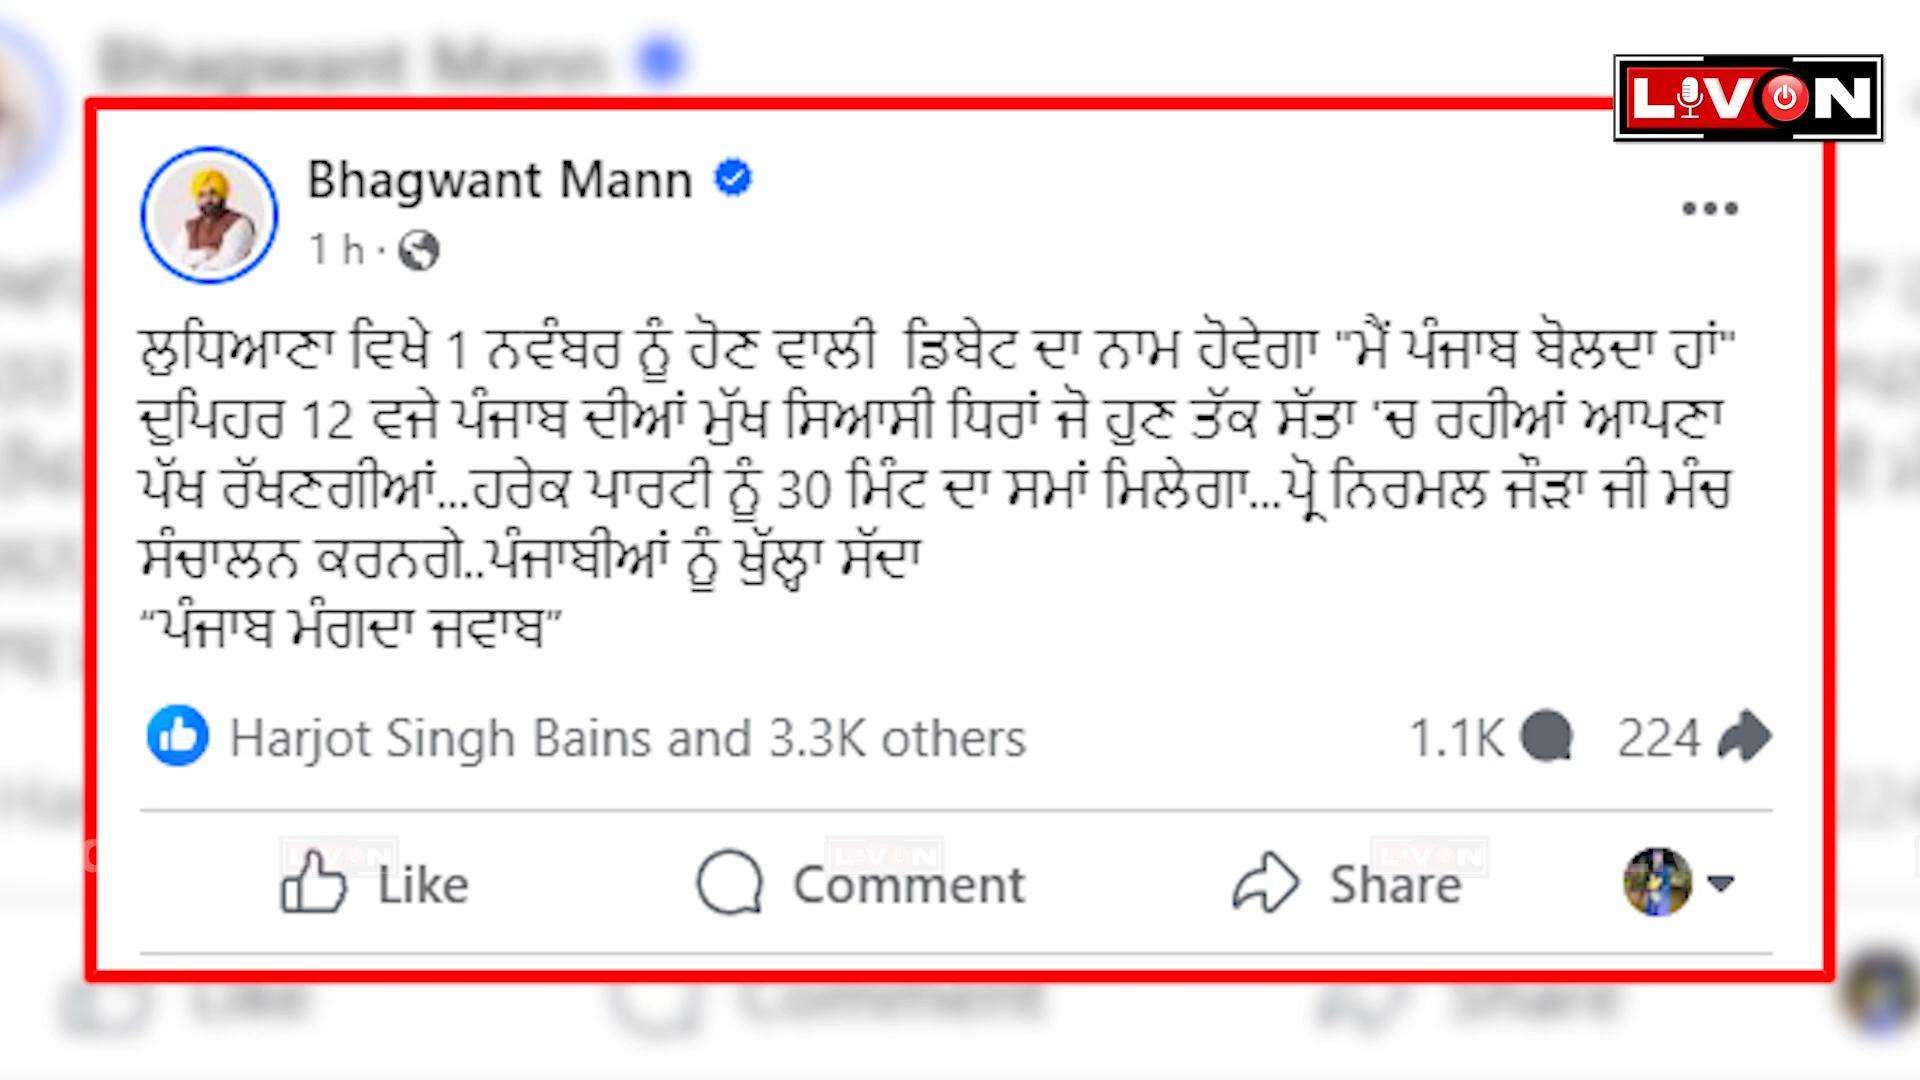 LIVON
Bhagwant Mann
1 h ·
ਲੁਧਿਆਣਾ ਵਿਖੇ 1 ਨਵੰਬਰ ਨੂੰ ਹੋਣ ਵਾਲੀ ਡਿਬੇਟ ਦਾ ਨਾਮ ਹੋਵੇਗਾ "ਮੈਂ ਪੰਜਾਬ ਬੋਲਦਾ ਹਾਂ"
ਦੁਪਿਹਰ 12 ਵਜੇ ਪੰਜਾਬ ਦੀਆਂ ਮੁੱਖ ਸਿਆਸੀ ਧਿਰਾਂ ਜੋ ਹੁਣ ਤੱਕ ਸੱਤਾ 'ਚ ਰਹੀਆਂ ਆਪਣਾ
ਪੱਖ ਰੱਖਣਗੀਆਂ...ਹਰੇਕ ਪਾਰਟੀ ਨੂੰ 30 ਮਿੰਟ ਦਾ ਸਮਾਂ ਮਿਲੇਗਾ...ਪ੍ਰੋ ਨਿਰਮਲ ਜੌੜਾ ਜੀ ਮੰਚ
ਸੰਚਾਲਨ ਕਰਨਗੇ..ਪੰਜਾਬੀਆਂ ਨੂੰ ਖੁੱਲ੍ਹਾ ਸੱਦਾ
“ਪੰਜਾਬ ਮੰਗਦਾ ਜਵਾਬ”
Harjot Singh Bains and 3.3K others 1.1K 224
Like Comment Share